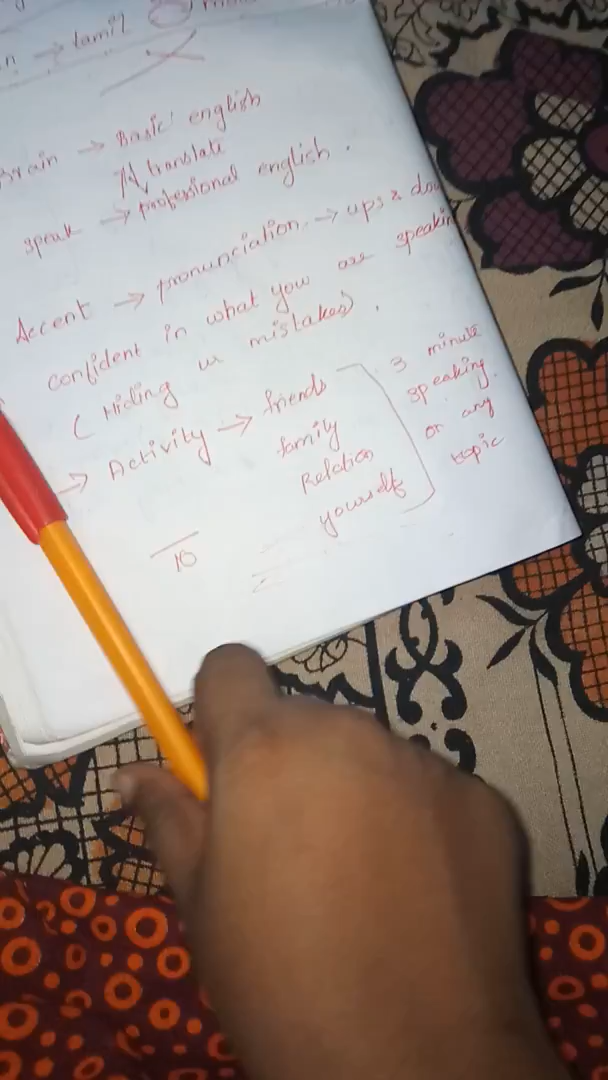 → tamil
Brain → Basic english
translate
speak → professional english.
Accent → pronunciation. → ups & dow
confident in what you are speakin
( Hiding ur mistakes).
→ Activity → friends
family
Relation
yourself
3 minute
speaking.
or any
topic
10